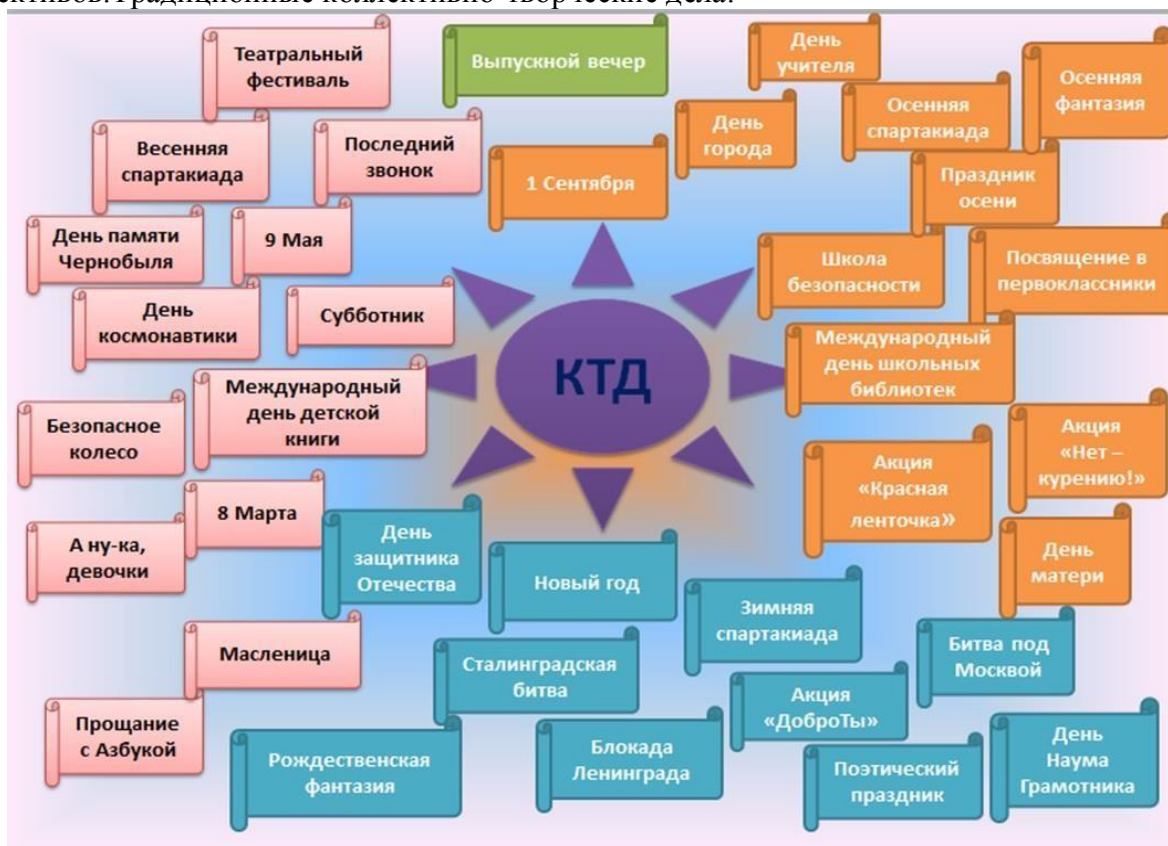 Традиционные коллективно-творческие дела:
Театральный
фестиваль
Выпускной вечер
День
учителя
Осенняя
фантазия
Весенняя
спартакиада
Последний
звонок
1 Сентября
День
города
Осенняя
спартакиада
Праздник
осени
День памяти
Чернобыля
9 Мая
Школа
безопасности
Посвящение в
первоклассники
День
космонавтики
Субботник
КТД
Международный
день школьных
библиотек
Безопасное
колесо
Международный
день детской
книги
Акция
«Красная
ленточка»
Акция
«Нет –
курению!»
А ну-ка,
девочки
8 Марта
День
защитника
Отечества
Новый год
Зимняя
спартакиада
День
матери
Масленица
Сталинградская
битва
Битва под
Москвой
Прощание
с Азбукой
Рождественская
фантазия
Блокада
Ленинграда
Акция
«ДоброТы»
Поэтический
праздник
День
Наума
Грамотника